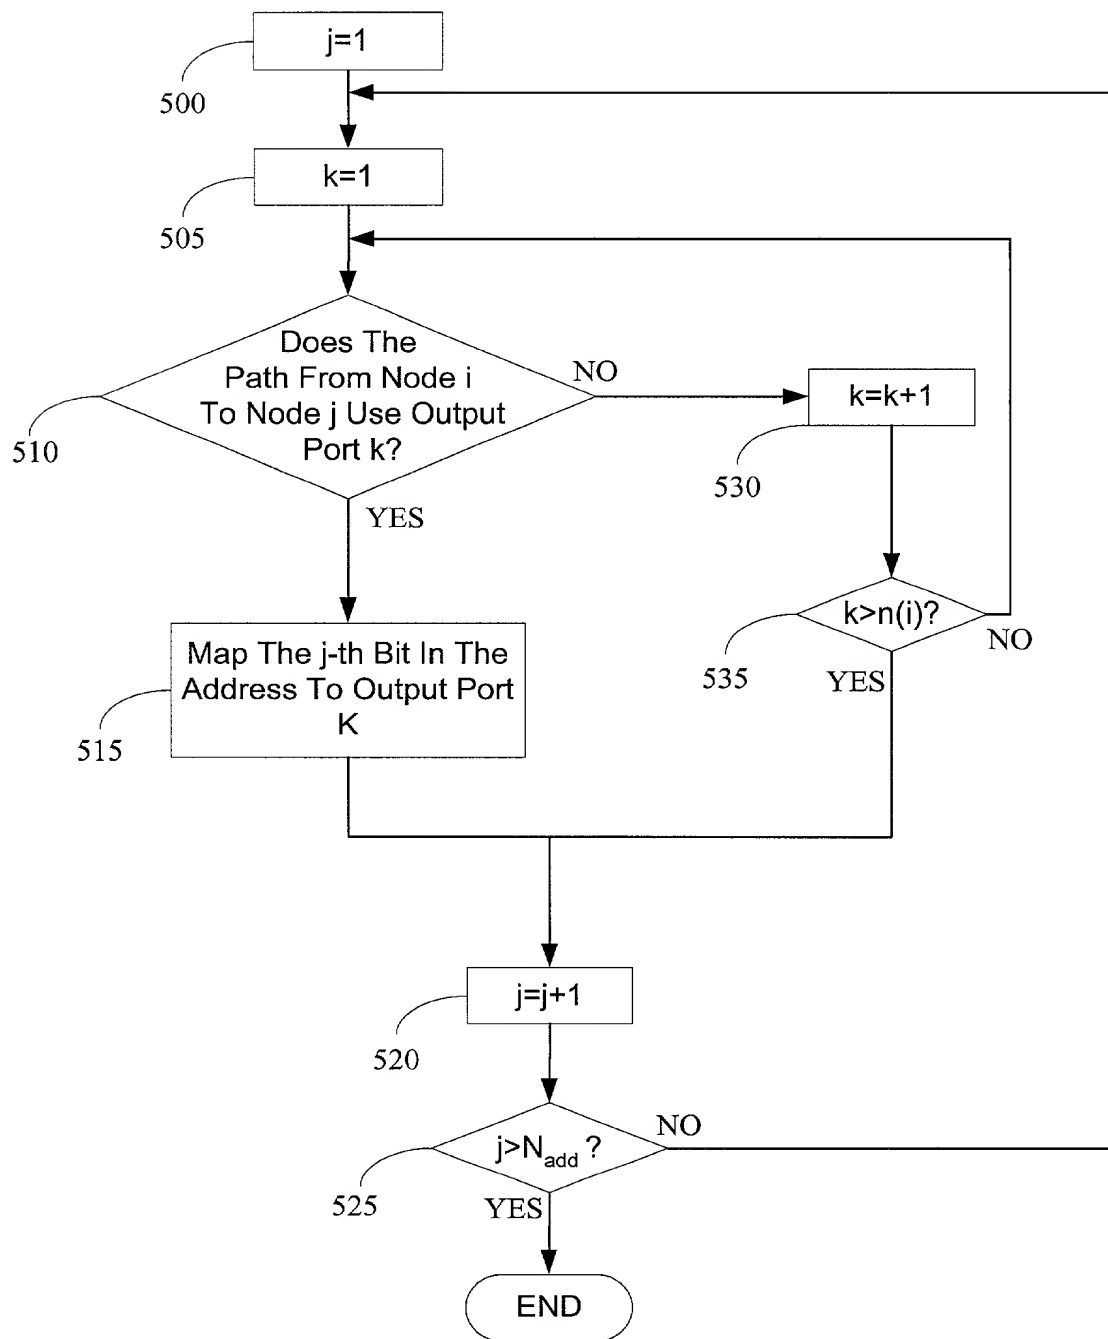 j=1
500
k=1
505
Does The
Path From Node i
To Node j Use Output
Port k?
510
NO
k=k+1
530
YES
k>n(i)?
NO
535
YES
Map The j-th Bit In The
Address To Output Port
K
515
j=j+1
520
j>Nadd ?
NO
525
YES
END